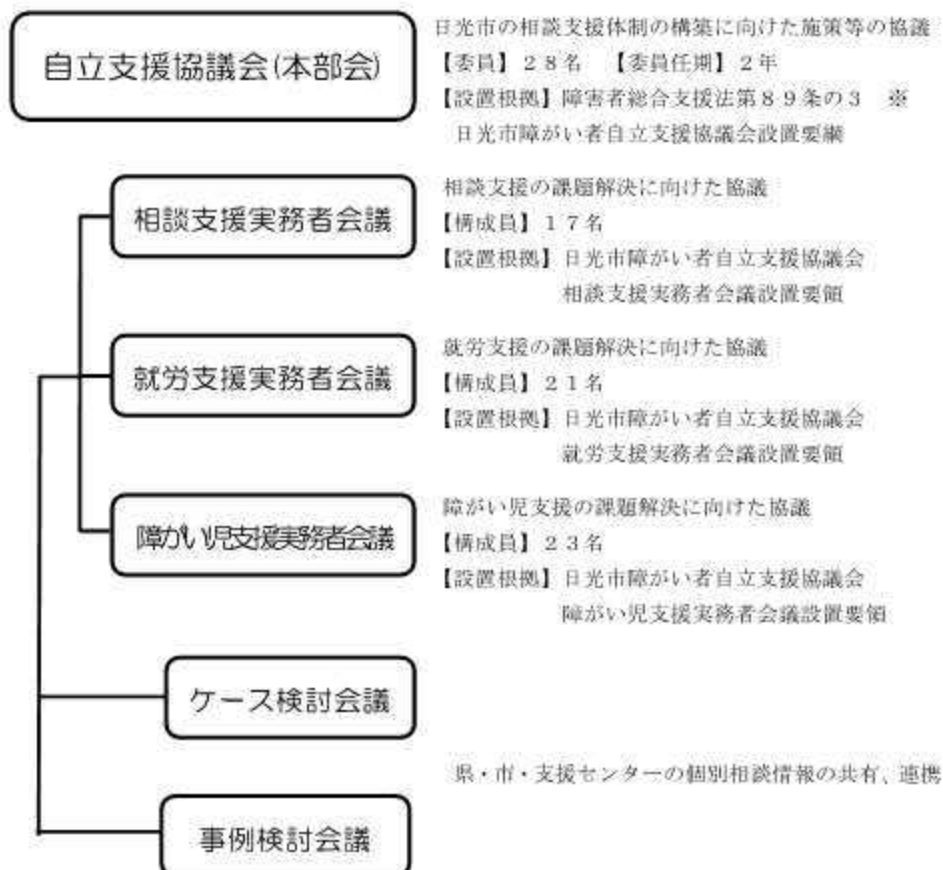 自立支援協議会(本部会)
日光市の相談支援体制の構築に向けた施策等の協議
【委員】28名 【委員任期】2年
【設置根拠】障害者総合支援法第89条の3 ※
日光市障がい者自立支援協議会設置要綱
相談支援実務者会議
相談支援の課題解決に向けた協議
【構成員】17名
【設置根拠】日光市障がい者自立支援協議会
相談支援実務者会議設置要領
就労支援実務者会議
就労支援の課題解決に向けた協議
【構成員】21名
【設置根拠】日光市障がい者自立支援協議会
就労支援実務者会議設置要領
障がい児支援実務者会議
障がい児支援の課題解決に向けた協議
【構成員】23名
【設置根拠】日光市障がい者自立支援協議会
障がい児支援実務者会議設置要領
ケース検討会議
県・市・支援センターの個別相談情報の共有、連携
事例検討会議